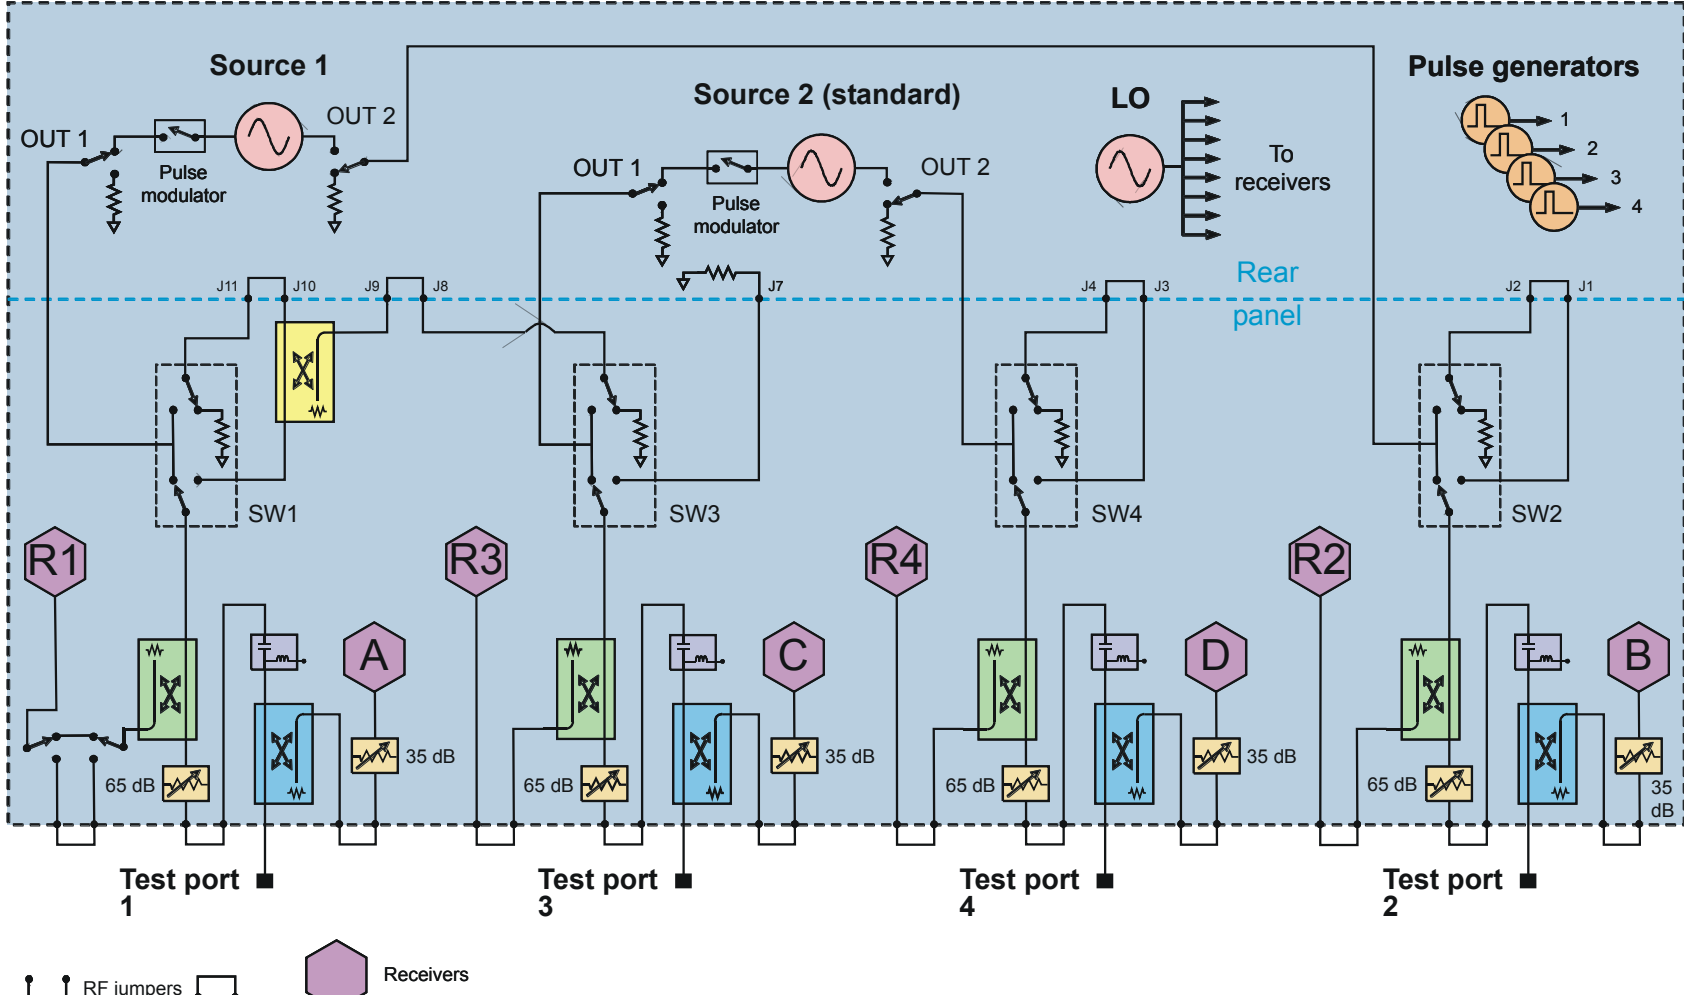 Source 1
Source 2 (standard)
LO
Pulse generators
OUT 1
OUT 2
Pulse
modulator
OUT 1
OUT 2
Pulse
modulator
To
receivers
1
2
3
4
Rear
panel
J11
J10
J9
J8
J7
J4
J3
J2
J1
SW1
SW3
SW4
SW2
R1
R3
R4
R2
A
C
D
B
65 dB
35 dB
65 dB
35 dB
65 dB
35 dB
65 dB
35
dB
Test port
1
Test port
3
Test port
4
Test port
2
RF jumpers
Receivers